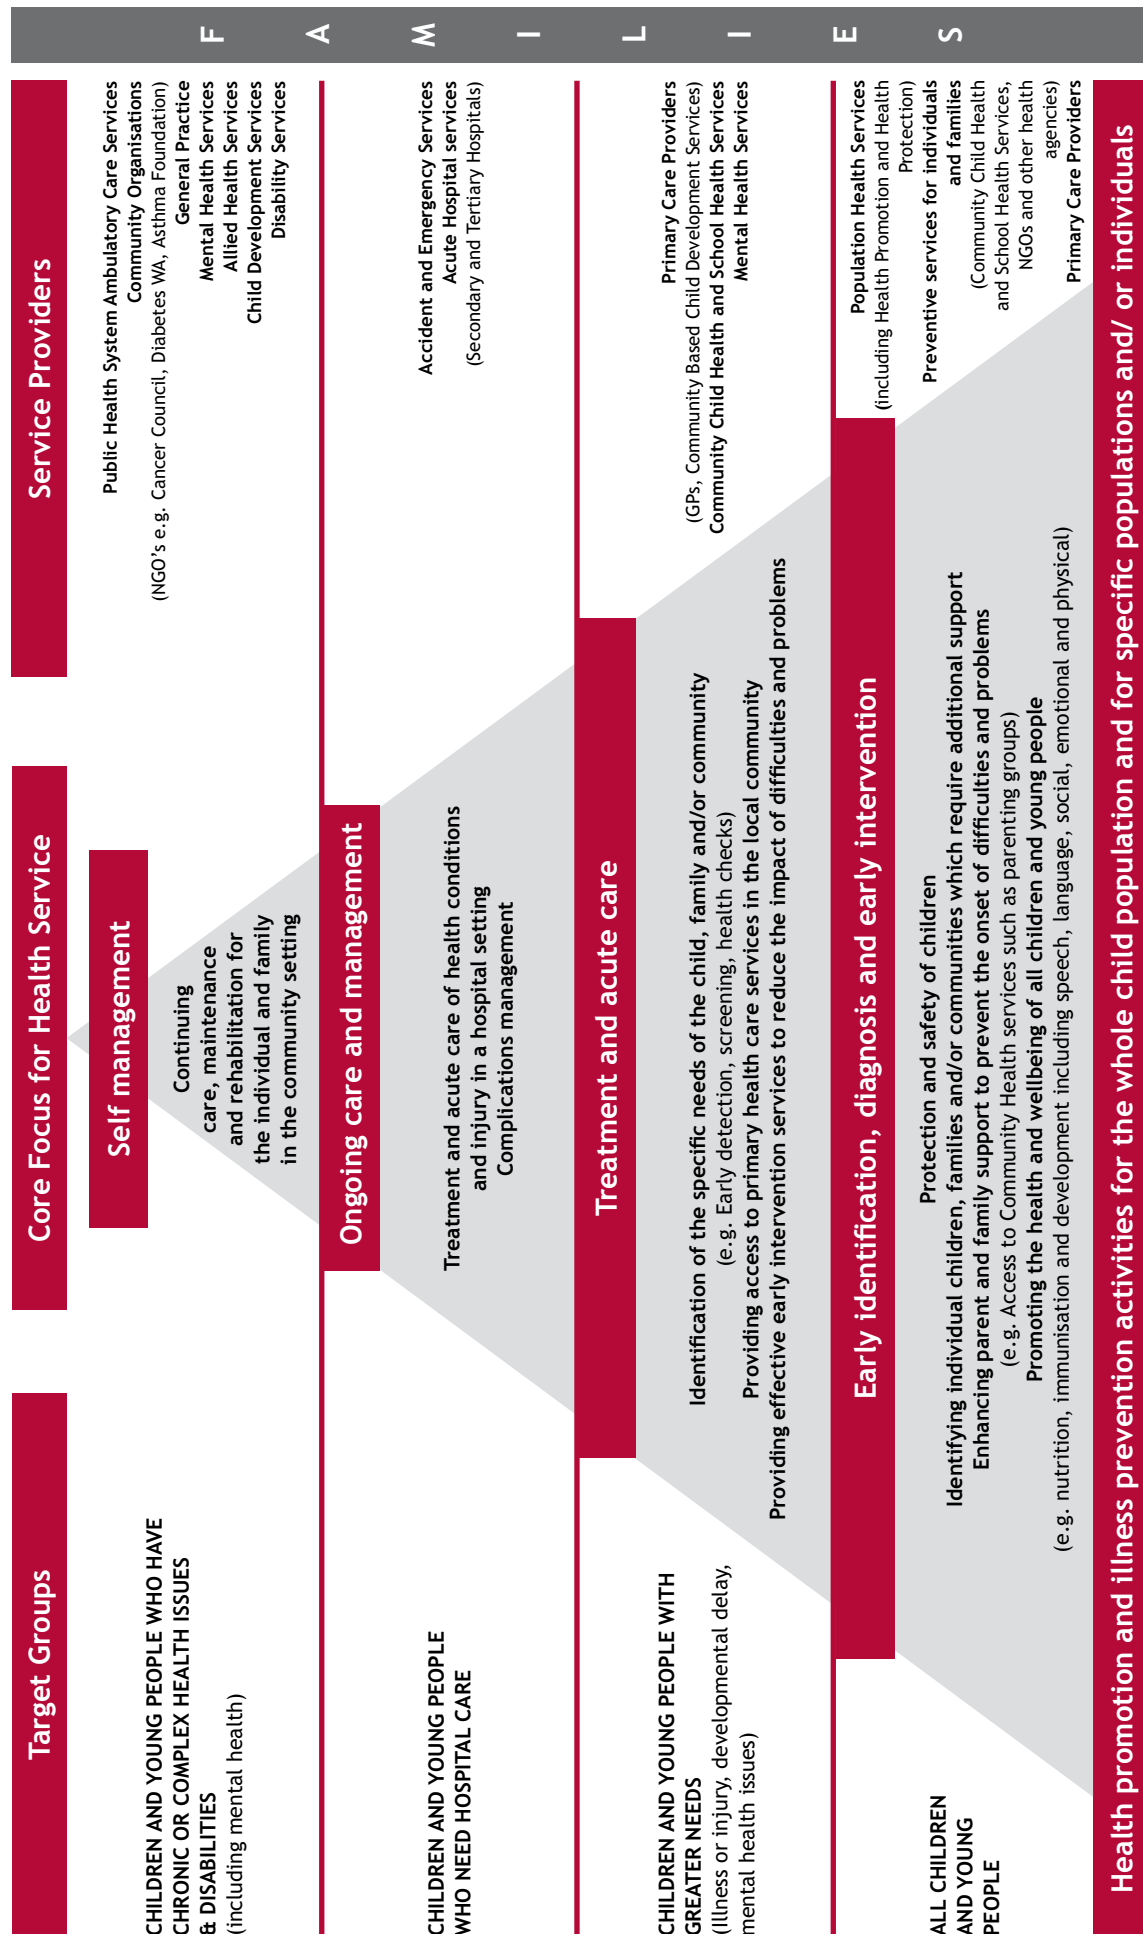 FAMILIES
Target Groups
Core Focus for Health Service
Service Providers
CHILDREN AND YOUNG PEOPLE WHO HAVE
CHRONIC OR COMPLEX HEALTH ISSUES
& DISABILITIES
(including mental health)
Self management
Continuing
care, maintenance
and rehabilitation for
the individual and family
in the community seting
Public Health System Ambulatory Care Services
Community Organisations
(NGO's e.g. Cancer Council, Diabetes WA, Asthma Foundation)
General Practice
Mental Health Services
Allied Health Services
Child Development Services
Disability Services
CHILDREN AND YOUNG PEOPLE
WHO NEED HOSPITAL CARE
Ongoing care and management
Treatment and acute care of health conditions
and injury in a hospital seting
Complications management
Accident and Emergency Services
Acute Hospital services
(Secondary and Tertiary Hospitals)
CHILDREN AND YOUNG PEOPLE WITH
GREATER NEEDS
(Illness or injury, developmental delay,
mental health issues)
Treatment and acute care
Identification of the specific needs of the child, family and/or community
(e.g. Early detection, screening, health checks)
Providing access to primary health care services in the local community
Providing effective early intervention services to reduce the impact of difficulties and problems
Primary Care Providers
(GPs, Community Based Child Development Services)
Community Child Health and School Health Services
Mental Health Services
ALL CHILDREN
AND YOUNG
PEOPLE
Early identification, diagnosis and early intervention
Protection and safety of children
Identifying individual children, families and/or communities which require additional support
Enhancing parent and family support to prevent the onset of difficulties and problems
(e.g. Access to Community Health services such as parenting groups)
Promoting the health and wellbeing of all children and young people
(e.g. nutrition, immunisation and development including speech, language, social, emotional and physical)
Population Health Services
(including Health Promotion and Health
Protection)
Preventive services for individuals
and families
(Community Child Health
and School Health Services,
NGOs and other health
agencies)
Primary Care Providers
Health promotion and illness prevention activities for the whole child population and for specific populations and/ or individuals